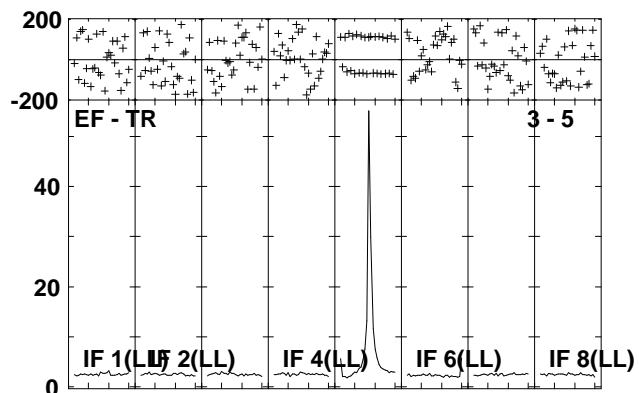 200
-200
EF - TR 3 - 5
40
20
IF 1(LL) IF 2(LL) IF 4(LL) IF 6(LL) IF 8(LL)
0